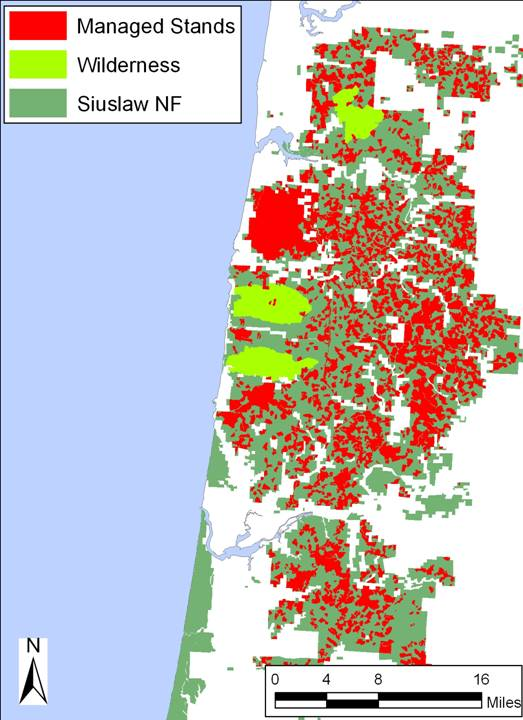 Managed Stands
Wilderness
Siuslaw NF
N
0 4 8 16
Miles